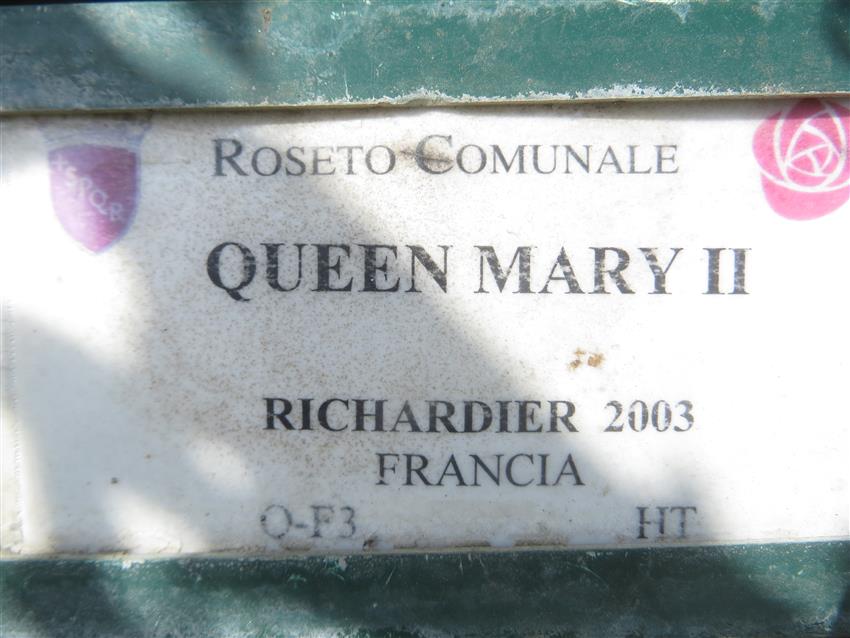 SPQR
ROSETO COMUNALE
QUEEN MARY II
RICHARDIER 2003
FRANCIA
O-F3 HT